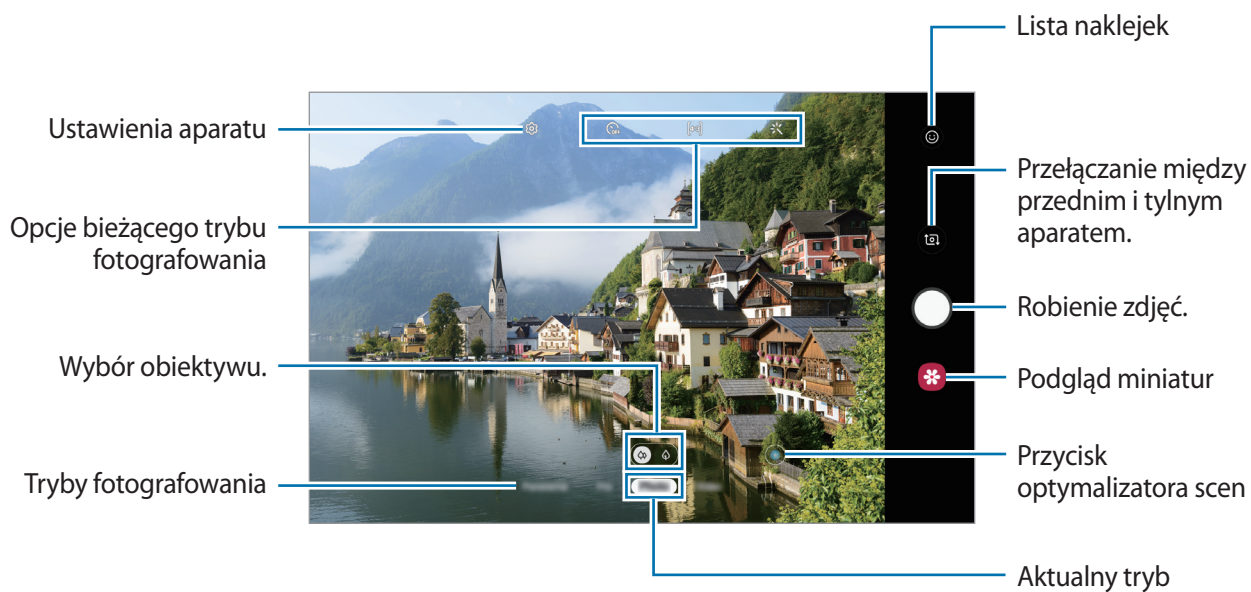 Lista naklejek
Ustawienia aparatu
Przełączanie między
przednim i tylnym
aparatem.
Opcje bieżącego trybu
fotografowania
Robienie zdjęć.
Wybór obiektywu.
Podgląd miniatur
Przycisk
optymalizatora scen
Tryby fotografowania
Aktualny tryb